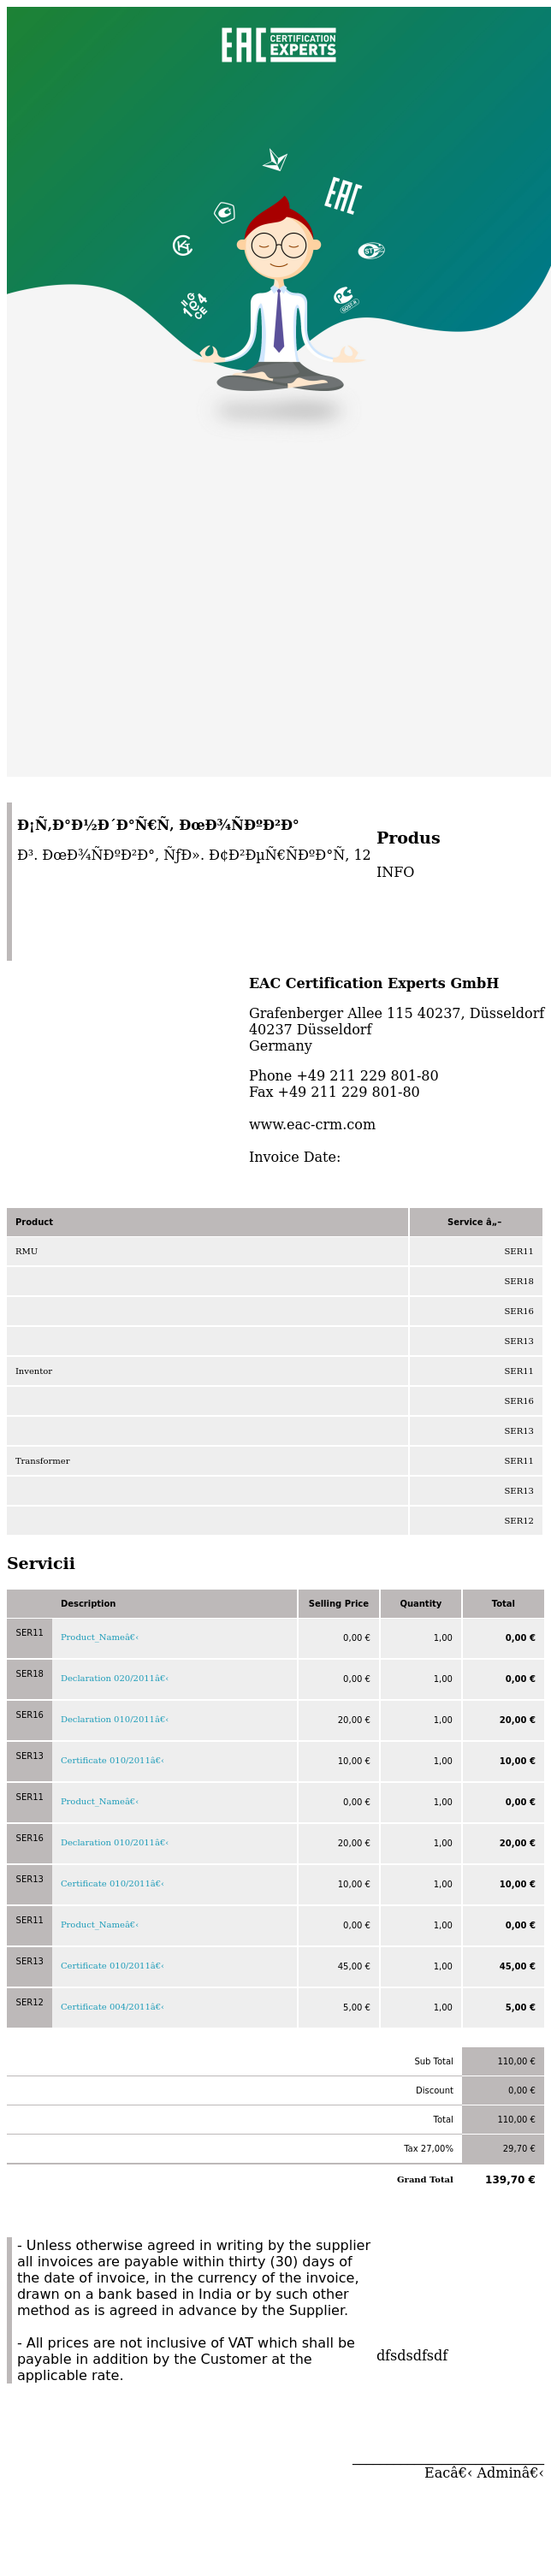 EAC CERTIFICATION EXPERTS
EAC
Ð¡Ñ‚Ð°Ð½Ð´Ð°Ñ€Ñ‚, ÐœÐ¾ÑÐºÐ²Ð°
Ð³. ÐœÐ¾ÑÐºÐ²Ð°, ÑƒÐ». Ð¢Ð²ÐµÑ€ÑÐºÐ°Ñ, 12
Produs
INFO
EAC Certification Experts GmbH
Grafenberger Allee 115 40237, Düsseldorf
40237 Düsseldorf
Germany
Phone +49 211 229 801-80
Fax +49 211 229 801-80
www.eac-crm.com
Invoice Date:
Product Service â„–
RMU SER11
SER18
SER16
SER13
Inventor SER11
SER16
SER13
Transformer SER11
SER13
SER12
Servicii
Description Selling Price Quantity Total
SER11 Product_Nameâ€‹ 0,00 € 1,00 0,00 €
SER18 Declaration 020/2011â€‹ 0,00 € 1,00 0,00 €
SER16 Declaration 010/2011â€‹ 20,00 € 1,00 20,00 €
SER13 Certificate 010/2011â€‹ 10,00 € 1,00 10,00 €
SER11 Product_Nameâ€‹ 0,00 € 1,00 0,00 €
SER16 Declaration 010/2011â€‹ 20,00 € 1,00 20,00 €
SER13 Certificate 010/2011â€‹ 10,00 € 1,00 10,00 €
SER11 Product_Nameâ€‹ 0,00 € 1,00 0,00 €
SER13 Certificate 010/2011â€‹ 45,00 € 1,00 45,00 €
SER12 Certificate 004/2011â€‹ 5,00 € 1,00 5,00 €
Sub Total 110,00 €
Discount 0,00 €
Total 110,00 €
Tax 27,00% 29,70 €
Grand Total 139,70 €
- Unless otherwise agreed in writing by the supplier
all invoices are payable within thirty (30) days of
the date of invoice, in the currency of the invoice,
drawn on a bank based in India or by such other
method as is agreed in advance by the Supplier.
- All prices are not inclusive of VAT which shall be
payable in addition by the Customer at the
applicable rate.
dfsdsdfsdf
Eacâ€‹ Adminâ€‹